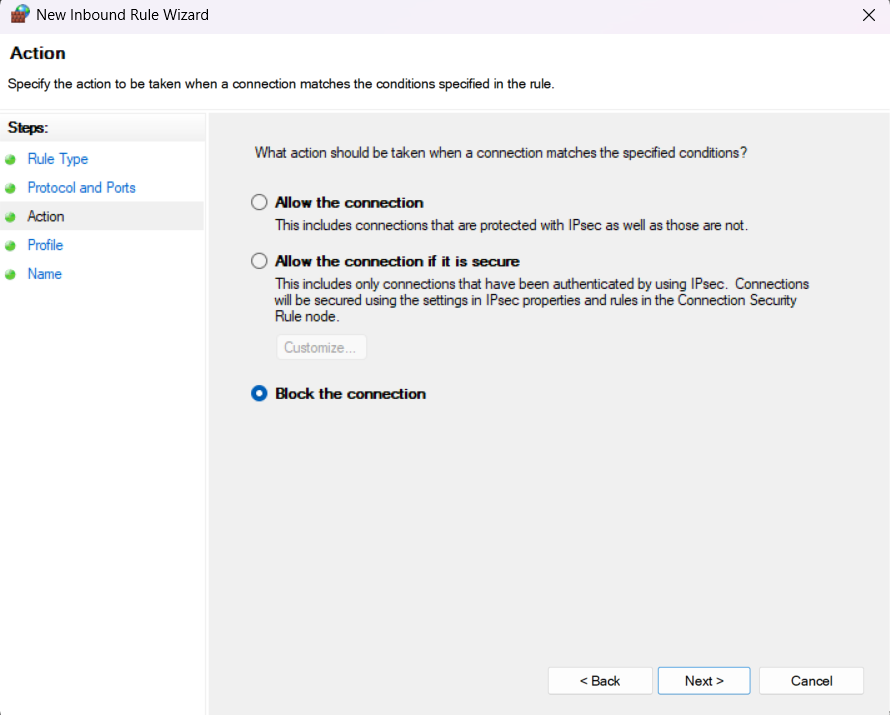 New Inbound Rule Wizard
Action
Specify the action to be taken when a connection matches the conditions specified in the rule.
Steps:
Rule Type
Protocol and Ports
Action
Profile
Name
What action should be taken when a connection matches the specified conditions?
Allow the connection
This includes connections that are protected with IPsec as well as those are not.
Allow the connection if it is secure
This includes only connections that have been authenticated by using IPsec.  Connections
will be secured using the settings in IPsec properties and rules in the Connection Security
Rule node.
Customize...
Block the connection
< Back
Next >
Cancel